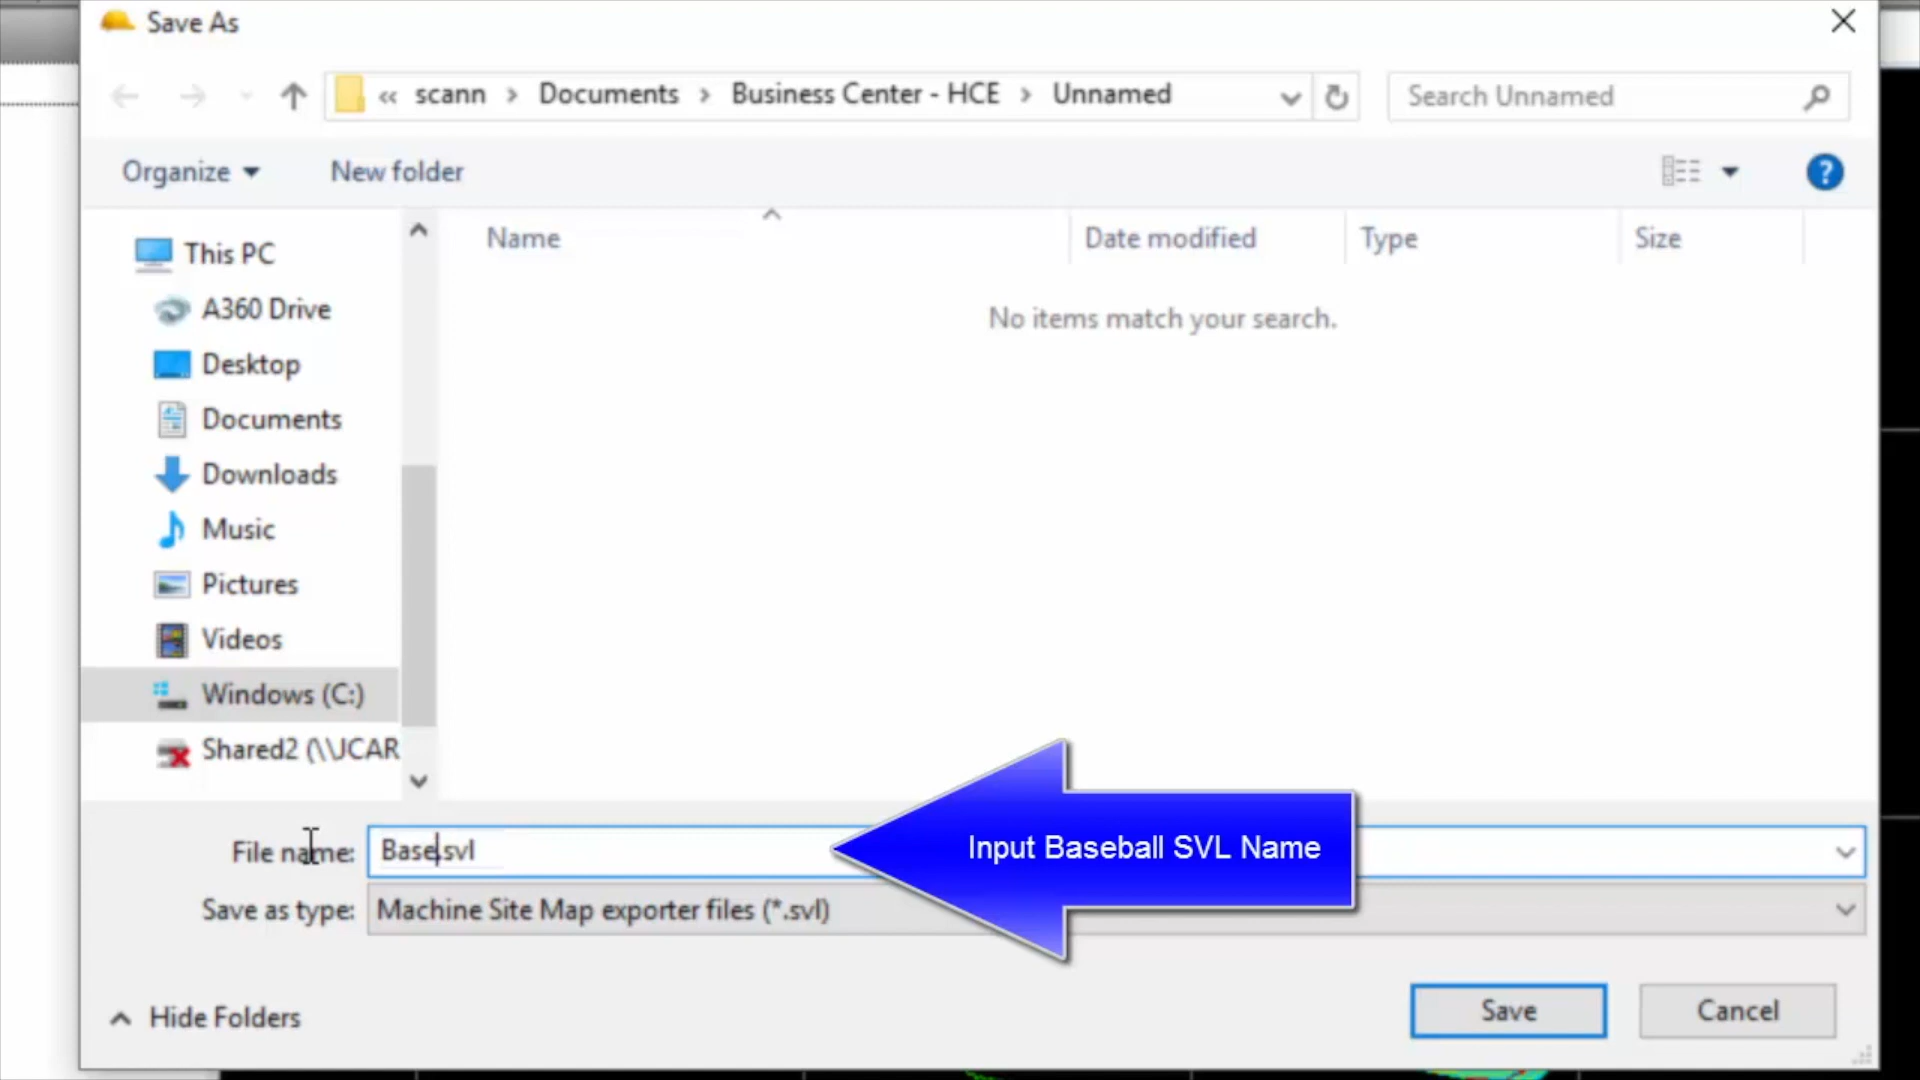 Save As
« scann > Documents > Business Center - HCE > Unnamed
Search Unnamed
Organize
New folder
?
Name
Date modified
Type
Size
This PC
No items match your search.
A360 Drive
Desktop
Documents
Downloads
Music
Pictures
Videos
Windows (C:)
Shared2 (\\JCAR
File name:
Base.svl
Input Baseball SVL Name
Save as type:
Machine Site Map exporter files (*.svl)
Hide Folders
Save
Cancel